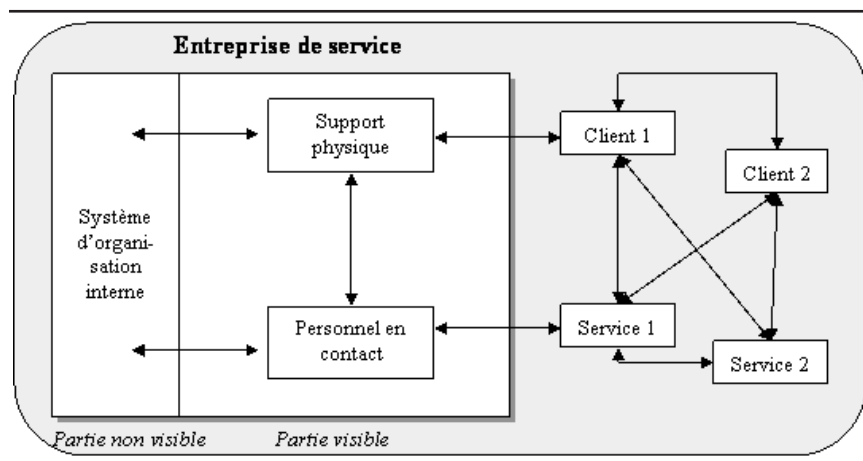 Entreprise de service
Support
physique
Client 1
Client 2
Système
d'organi-
sation
interne
Personnel en
contact
Service 1
Service 2
Partie non visible
Partie visible